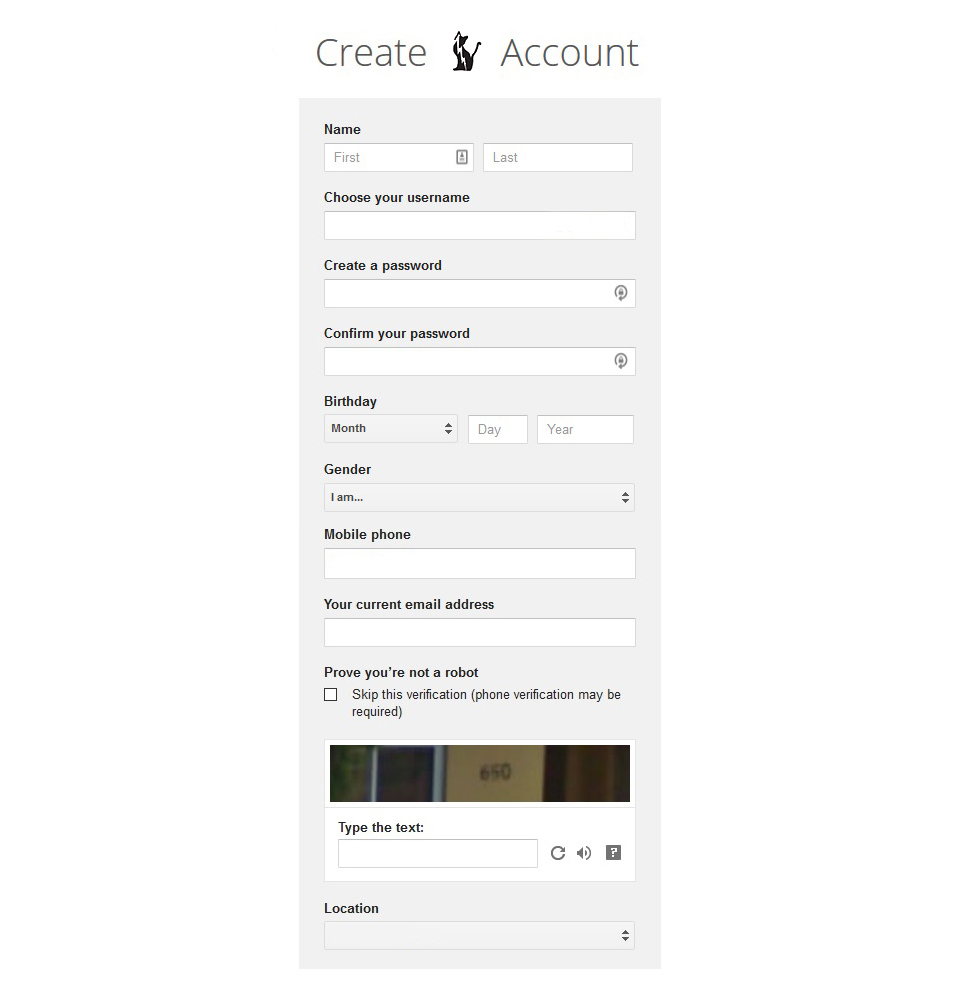 Create Account
Name
First Last
Choose your username
Create a password
Confirm your password
Birthday
Month Day Year
Gender
I am...
Mobile phone
Your current email address
Prove you’re not a robot
Skip this verification (phone verification may be
required)
650
Type the text:
?
Location